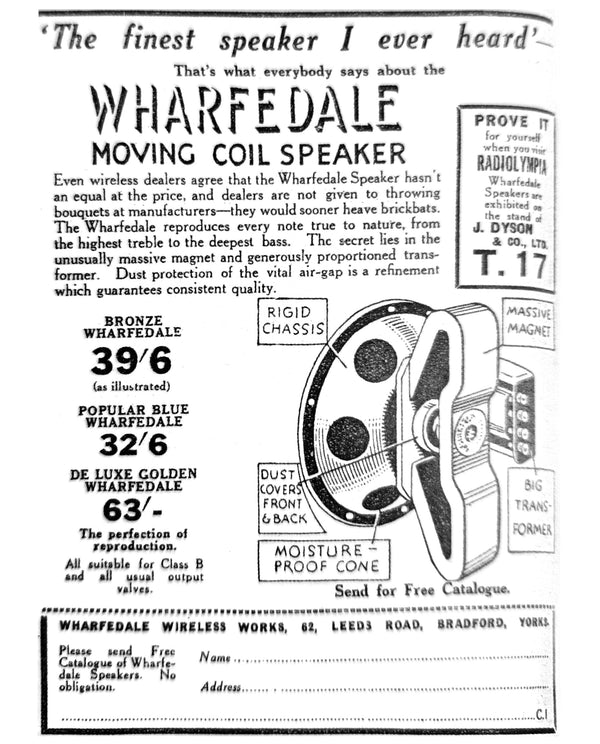 'The finest speaker I ever heard'—
That's what everybody says about the
WHARFEDALE
MOVING COIL SPEAKER
Even wireless dealers agree that the Wharfedale Speaker hasn't
an equal at the price, and dealers are not given to throwing
bouquets at manufacturers—they would sooner heave brickbats.
The Wharfedale reproduces every note true to nature, from
the highest treble to the deepest bass. The secret lies in the
unusually massive magnet and generously proportioned trans-
former. Dust protection of the vital air-gap is a refinement
which guarantees consistent quality.
PROVE IT
for yourself
when you visit
RADIOLYMPIA
Wharfedale
Speakers are
exhibited on
the stand of
J. DYSON
& CO., LTD.
T. 17
BRONZE
WHARFEDALE
39/6
(as illustrated)
POPULAR BLUE
WHARFEDALE
32/6
DE LUXE GOLDEN
WHARFEDALE
63/-
The perfection of
reproduction.
All suitable for Class B
and all usual output
valves.
RIGID
CHASSIS
MASSIVE
MAGNET
DUST
COVERS
FRONT
& BACK
BIG
TRANS-
FORMER
MOISTURE-
PROOF CONE
Send for Free Catalogue.
WHARFEDALE WIRELESS WORKS, 62, LEEDS ROAD, BRADFORD, YORKS.
Please send Free
Catalogue of Wharfe-
dale Speakers. No
obligation.
Name
Address
C.1